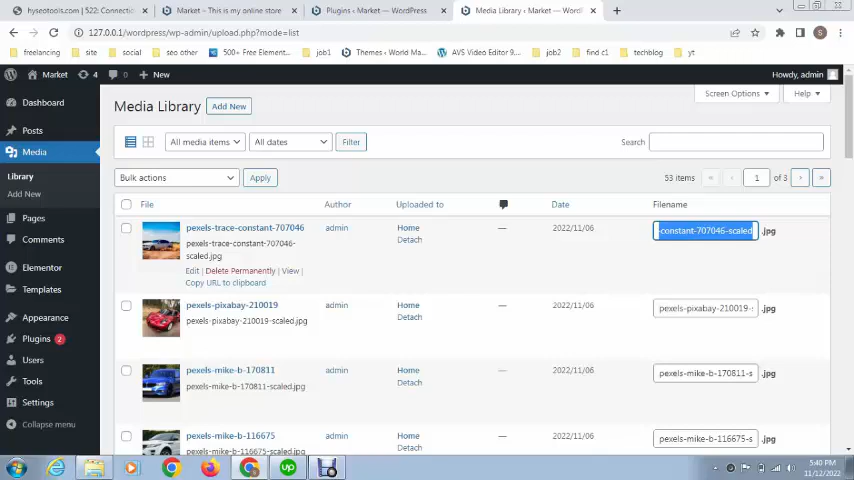 hyseotools.com | 522: Connectio
Market – This is my online store
Plugins ‹ Market — WordPress
Media Library ‹ Market — Word
127.0.0.1/wordpress/wp-admin/upload.php?mode=list
freelancing
site
social
seo other
500+ Free Element...
job1
Themes ‹ World Ma...
AVS Video Editor 9...
job2
find c1
techblog
yt
Market
4
0
New
Howdy, admin
Dashboard
Posts
Media
Library
Add New
Pages
Comments
Elementor
Templates
Appearance
Plugins 2
Users
Tools
Settings
Collapse menu
Screen Options
Help
Media Library
Add New
All media items
All dates
Filter
Search
Bulk actions
Apply
53 items
«
‹
1
of 3
›
»
File
Author
Uploaded to
Date
Filename
pexels-trace-constant-707046
pexels-trace-constant-707046-
scaled.jpg
Edit | Delete Permanently | View |
Copy URL to clipboard
admin
Home
Detach
—
2022/11/06
-constant-707046-scaled
.jpg
pexels-pixabay-210019
pexels-pixabay-210019-scaled.jpg
admin
Home
Detach
—
2022/11/06
pexels-pixabay-210019-s
.jpg
pexels-mike-b-170811
pexels-mike-b-170811-scaled.jpg
admin
Home
Detach
—
2022/11/06
pexels-mike-b-170811-s
.jpg
pexels-mike-b-116675
pexels-mike-b-116675-scaled.jpg
admin
Home
Detach
—
2022/11/06
pexels-mike-b-116675-s
.jpg
5:40 PM
11/12/2022